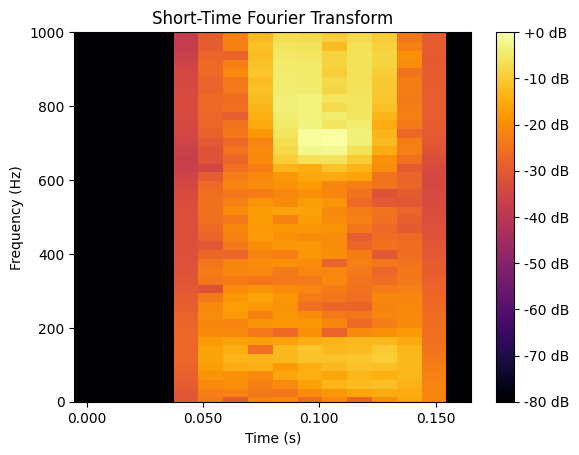 Short-Time Fourier Transform
1000
800
600
400
200
0
Frequency (Hz)
0.000
0.050
0.100
0.150
Time (s)
+0 dB
-10 dB
-20 dB
-30 dB
-40 dB
-50 dB
-60 dB
-70 dB
-80 dB